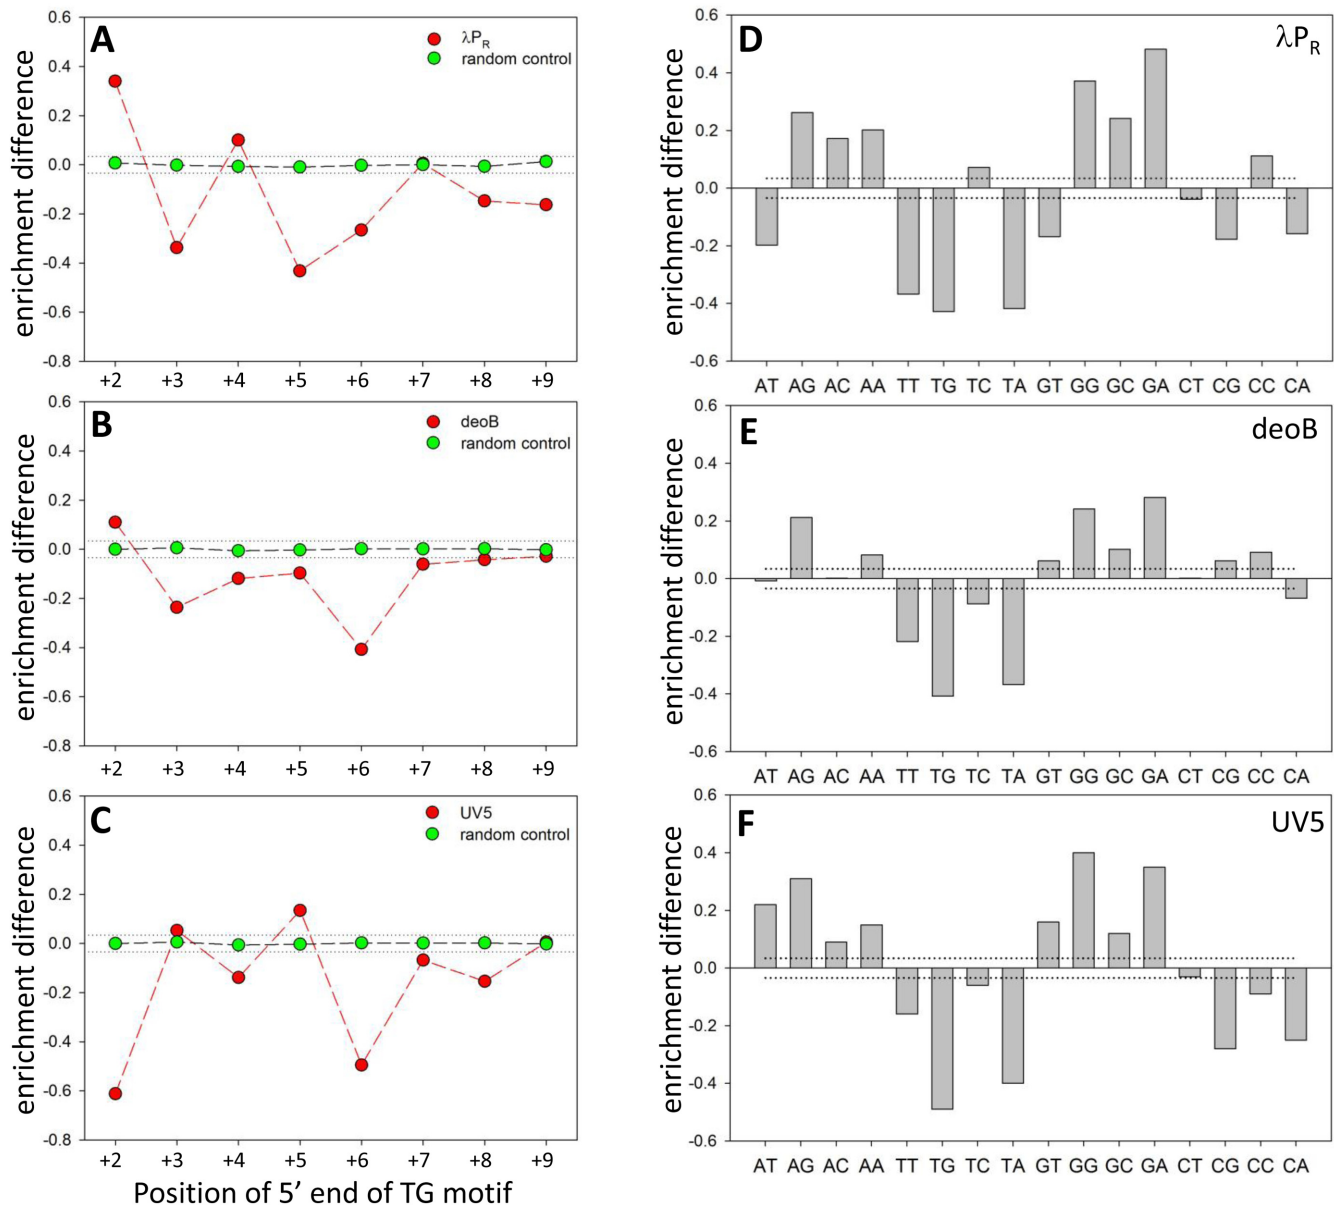 A
λPR
random control
enrichment difference
0.6
0.4
0.2
0.0
-0.2
-0.4
-0.6
-0.8
+2 +3 +4 +5 +6 +7 +8 +9
B
deoB
random control
enrichment difference
0.6
0.4
0.2
0.0
-0.2
-0.4
-0.6
-0.8
+2 +3 +4 +5 +6 +7 +8 +9
C
UV5
random control
enrichment difference
0.6
0.4
0.2
0.0
-0.2
-0.4
-0.6
-0.8
+2 +3 +4 +5 +6 +7 +8 +9
Position of 5’ end of TG motif
D
λPR
enrichment difference
0.6
0.4
0.2
0.0
-0.2
-0.4
-0.6
AT AG AC AA TT TG TC TA GT GG GC GA CT CG CC CA
E
deoB
enrichment difference
0.6
0.4
0.2
0.0
-0.2
-0.4
-0.6
AT AG AC AA TT TG TC TA GT GG GC GA CT CG CC CA
F
UV5
enrichment difference
0.6
0.4
0.2
0.0
-0.2
-0.4
-0.6
AT AG AC AA TT TG TC TA GT GG GC GA CT CG CC CA